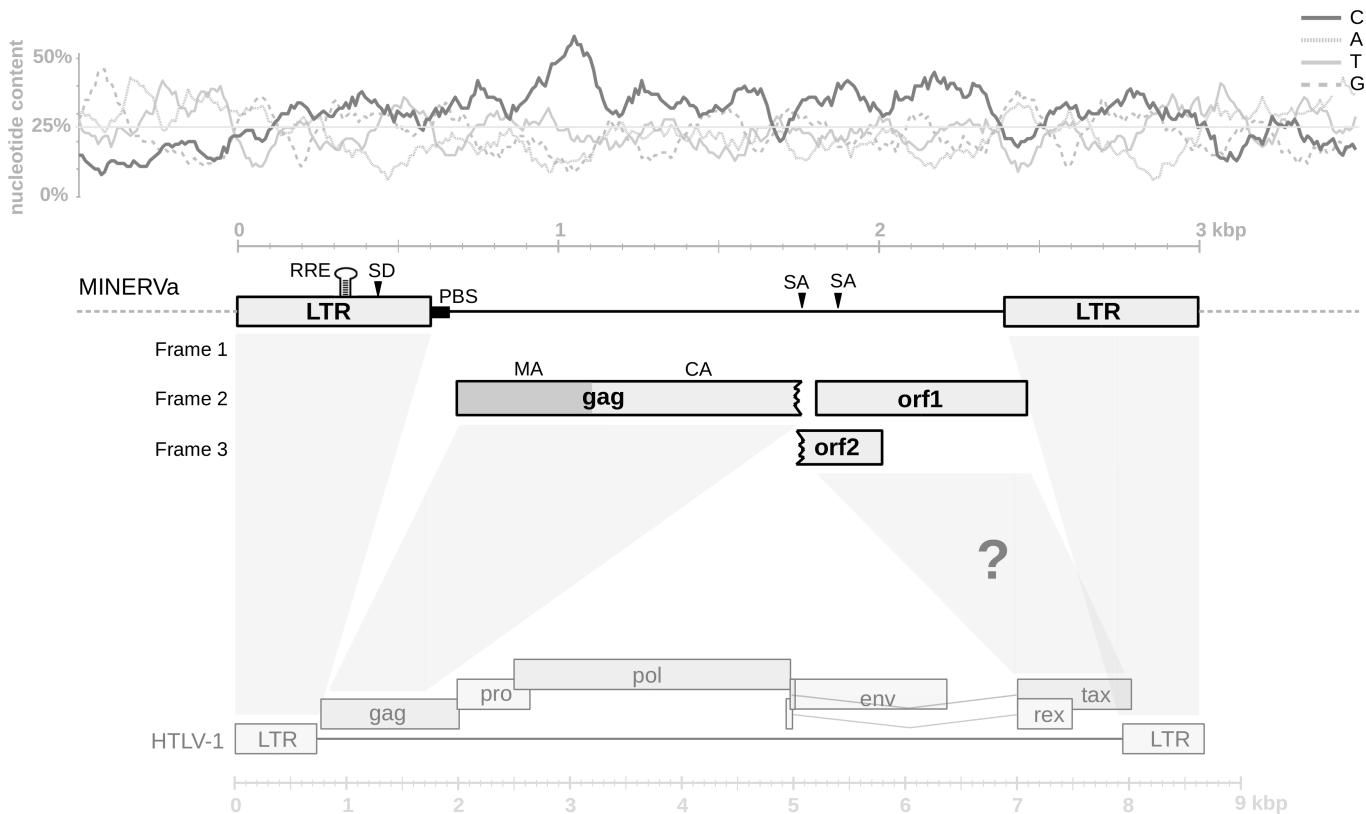 C
A
T
G
nucleotide content
50%
25%
0%
0 1 2 3 kbp
RRE SD SA SA
MINERVa PBS
LTR LTR
Frame 1
MA CA
Frame 2 gag orf1
Frame 3 orf2
?
pol
pro env tax
gag rex
HTLV-1 LTR LTR
0 1 2 3 4 5 6 7 8 9 kbp